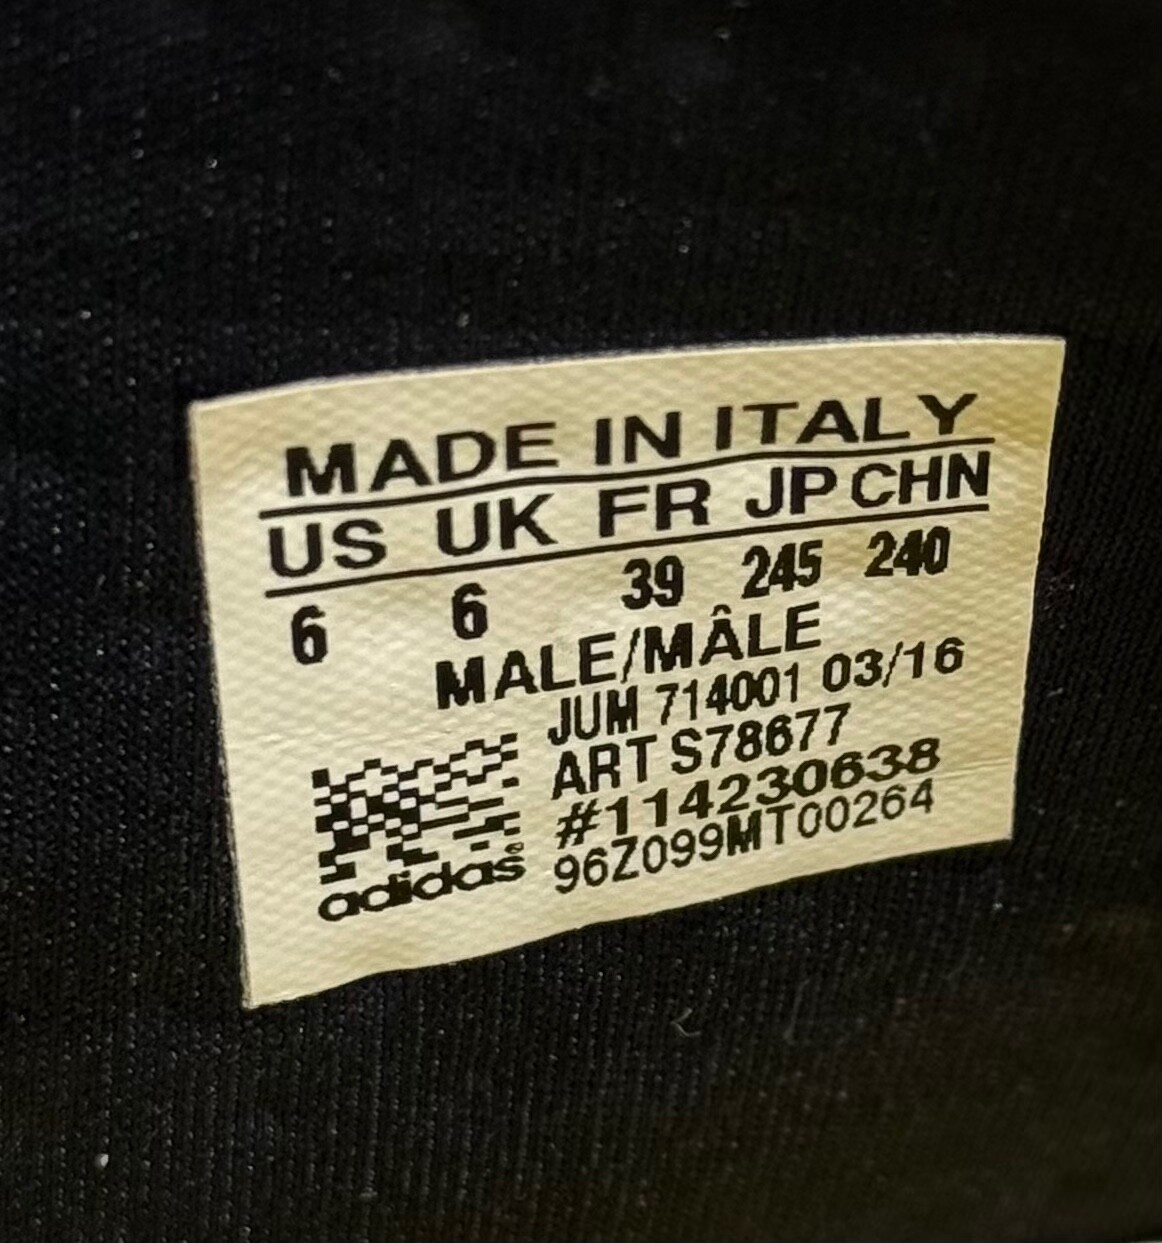 MADE IN ITALY
US UK FR JP CHN
6 6 39 245 240
MALE/MÂLE
JUM 714001 03/16
ART S78677
#114230638
96Z099MT00264
adidas